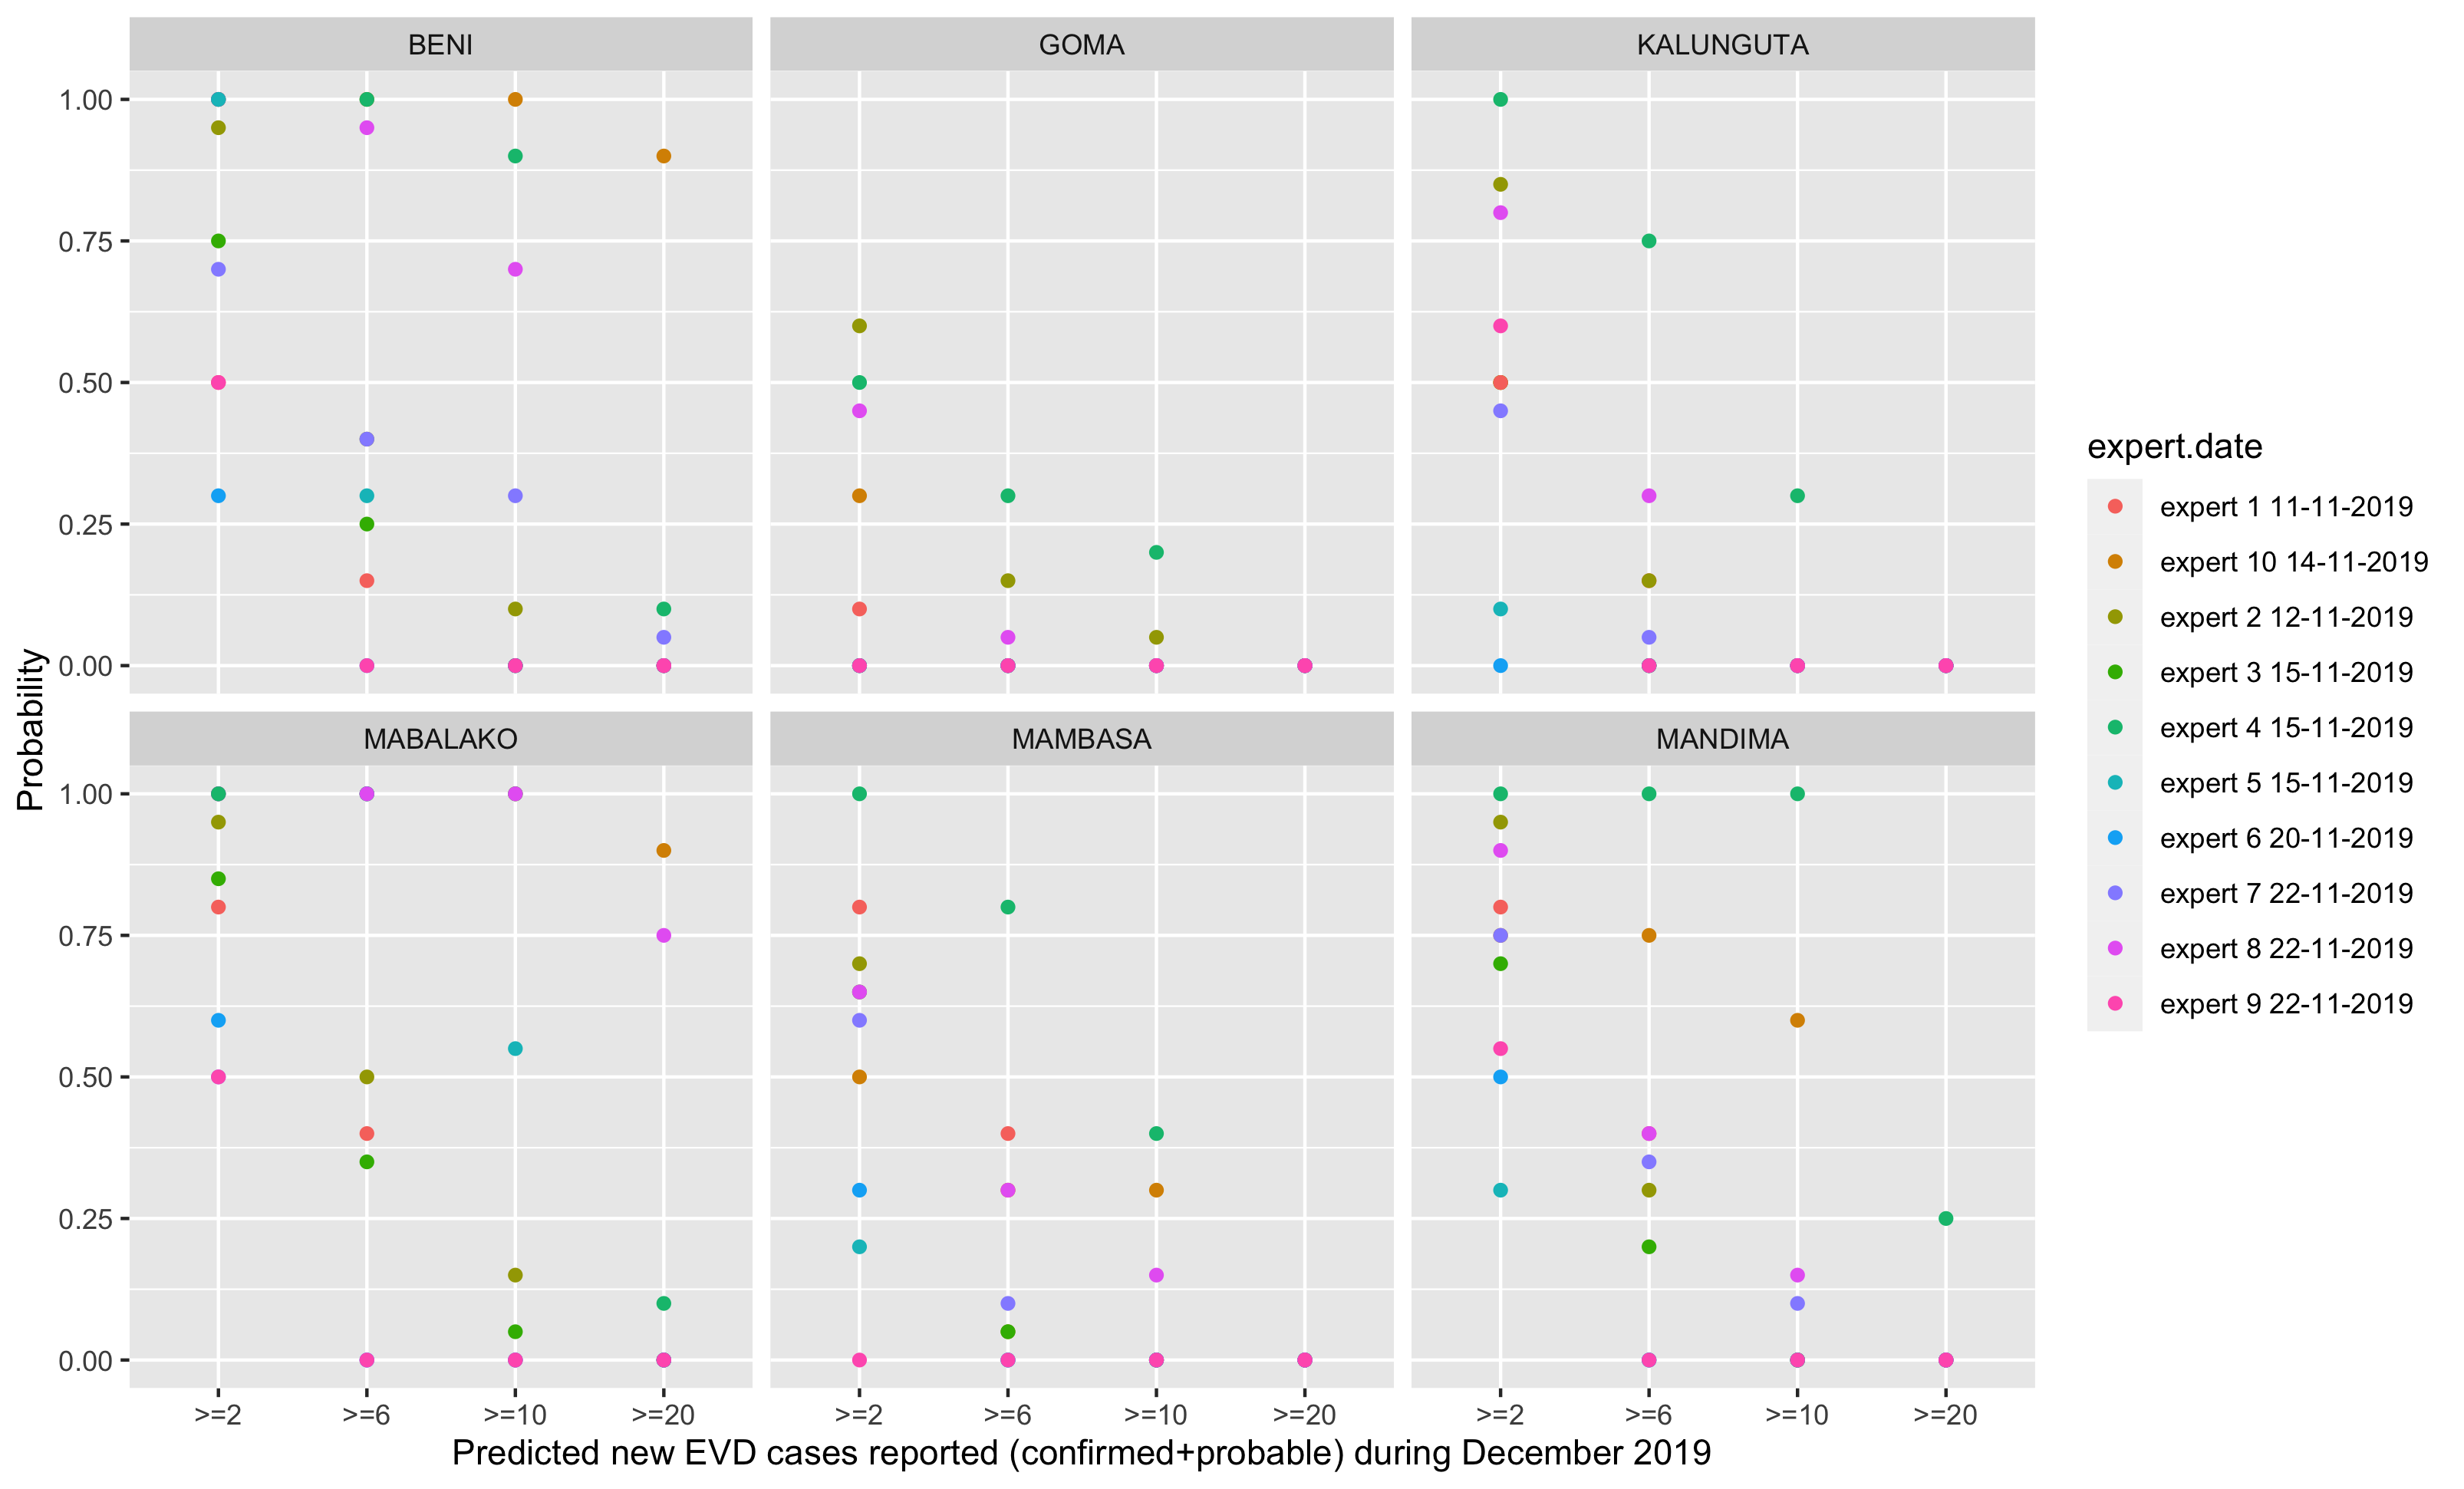 BENI
GOMA
KALUNGUTA
1.00
0.75
0.50
0.25
0.00
MABALAKO
MAMBASA
MANDIMA
1.00
0.75
0.50
0.25
0.00
>=2 >=6 >=10 >=20
>=2 >=6 >=10 >=20
>=2 >=6 >=10 >=20
Predicted new EVD cases reported (confirmed+probable) during December 2019
Probability
expert.date
expert 1 11-11-2019
expert 10 14-11-2019
expert 2 12-11-2019
expert 3 15-11-2019
expert 4 15-11-2019
expert 5 15-11-2019
expert 6 20-11-2019
expert 7 22-11-2019
expert 8 22-11-2019
expert 9 22-11-2019